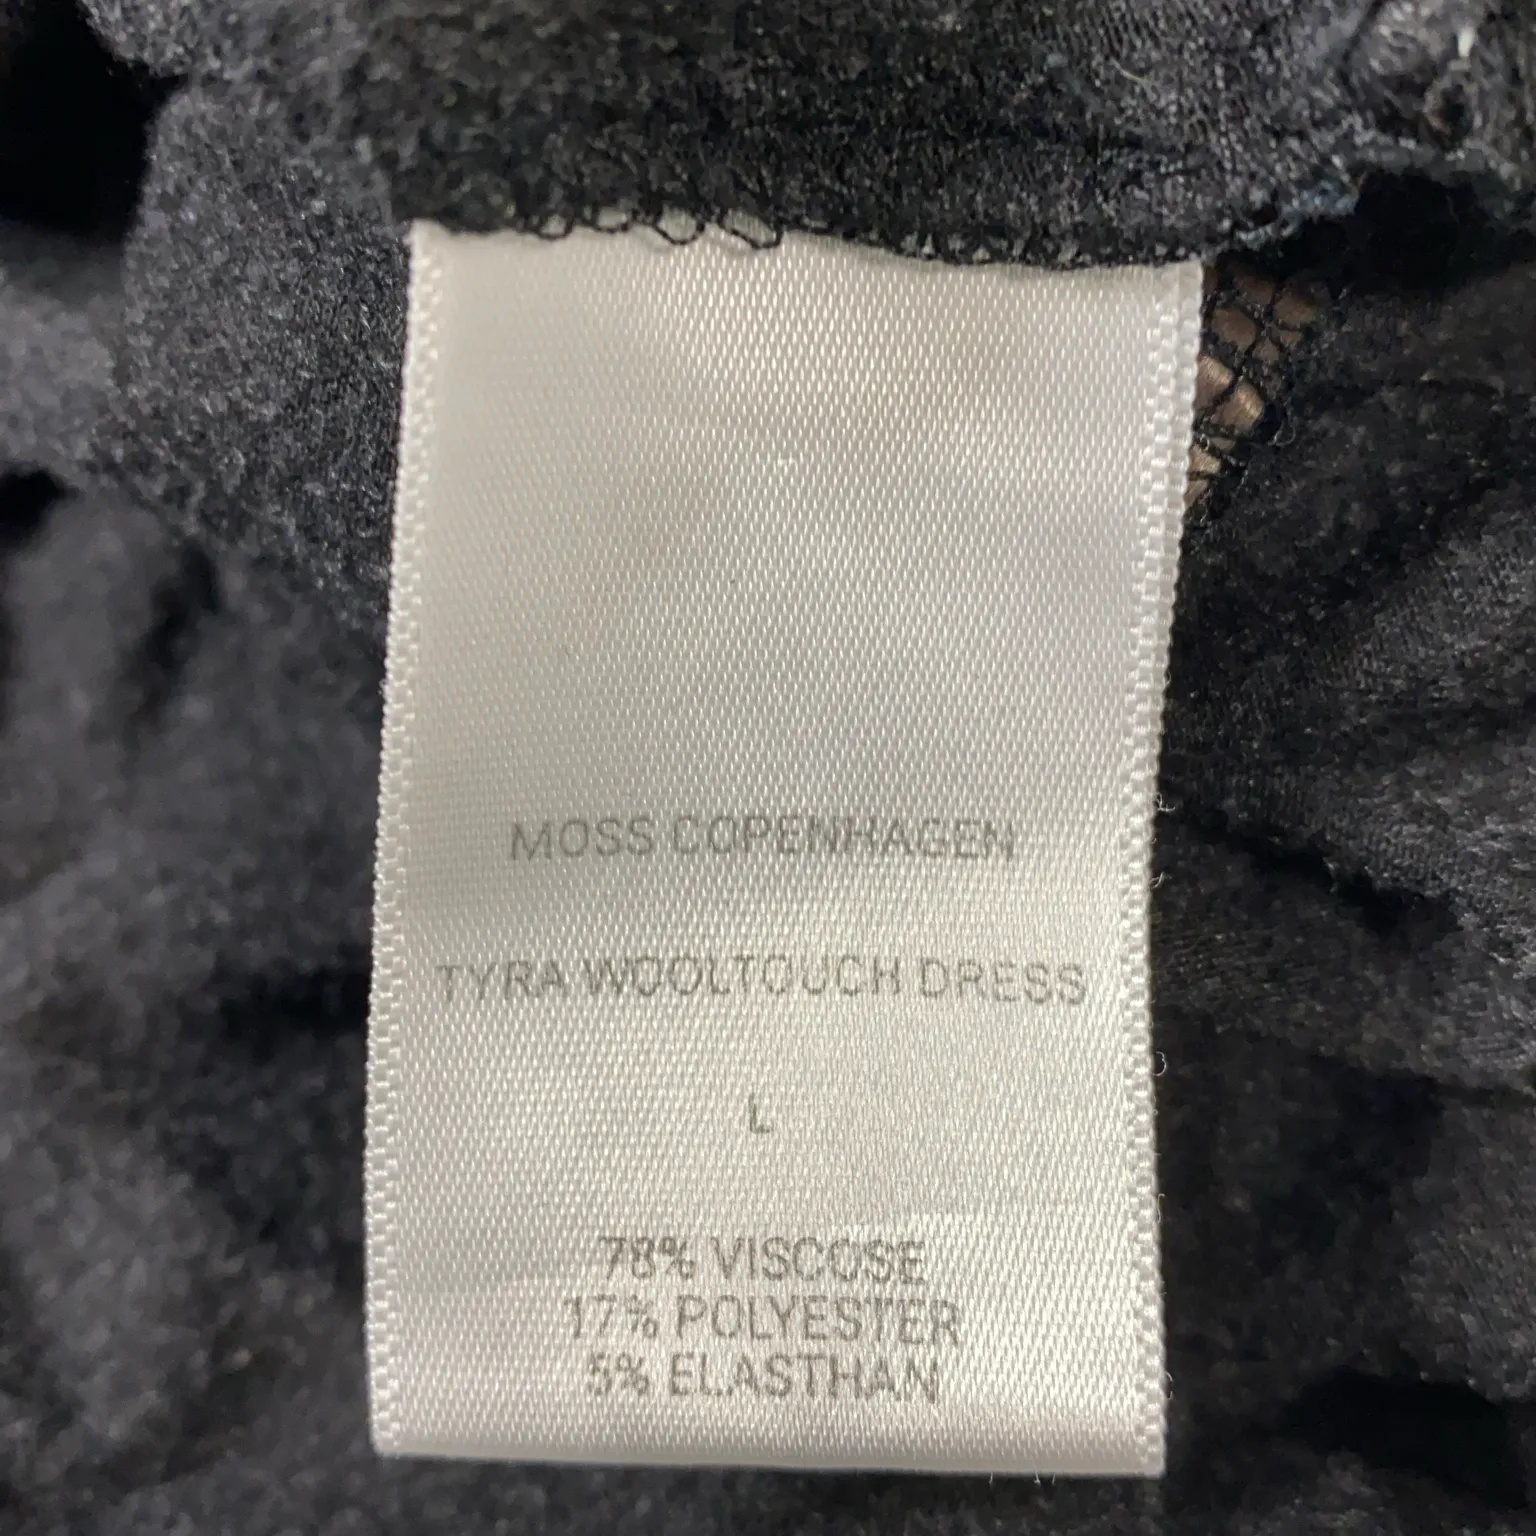 MOSS COPENHAGEN
TYRA WOOLTOUCH DRESS
L
78% VISCOSE
17% POLYESTER
5% ELASTHAN